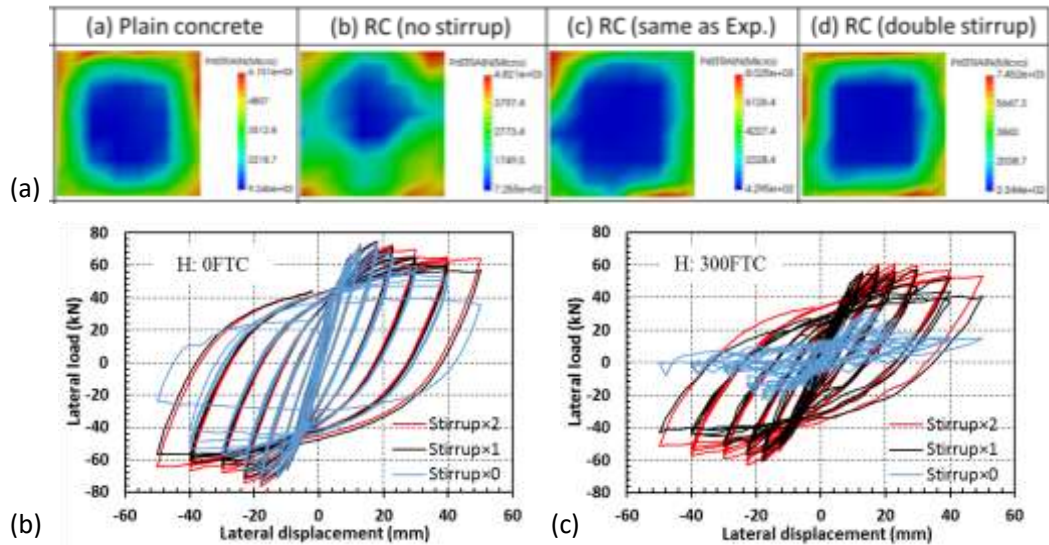 (a) Plain concrete
(b) RC (no stirrup)
(c) RC (same as Exp.)
(d) RC (double stirrup)
(a)
H: 0FTC
Lateral load (kN)
80
60
40
20
0
-20
-40
-60
-80
Stirrup×2
Stirrup×1
Stirrup×0
-60 -40 -20 0 20 40 60
Lateral displacement (mm)
(b)
H: 300FTC
Lateral load (kN)
80
60
40
20
0
-20
-40
-60
-80
Stirrup×2
Stirrup×1
Stirrup×0
-60 -40 -20 0 20 40 60
Lateral displacement (mm)
(c)